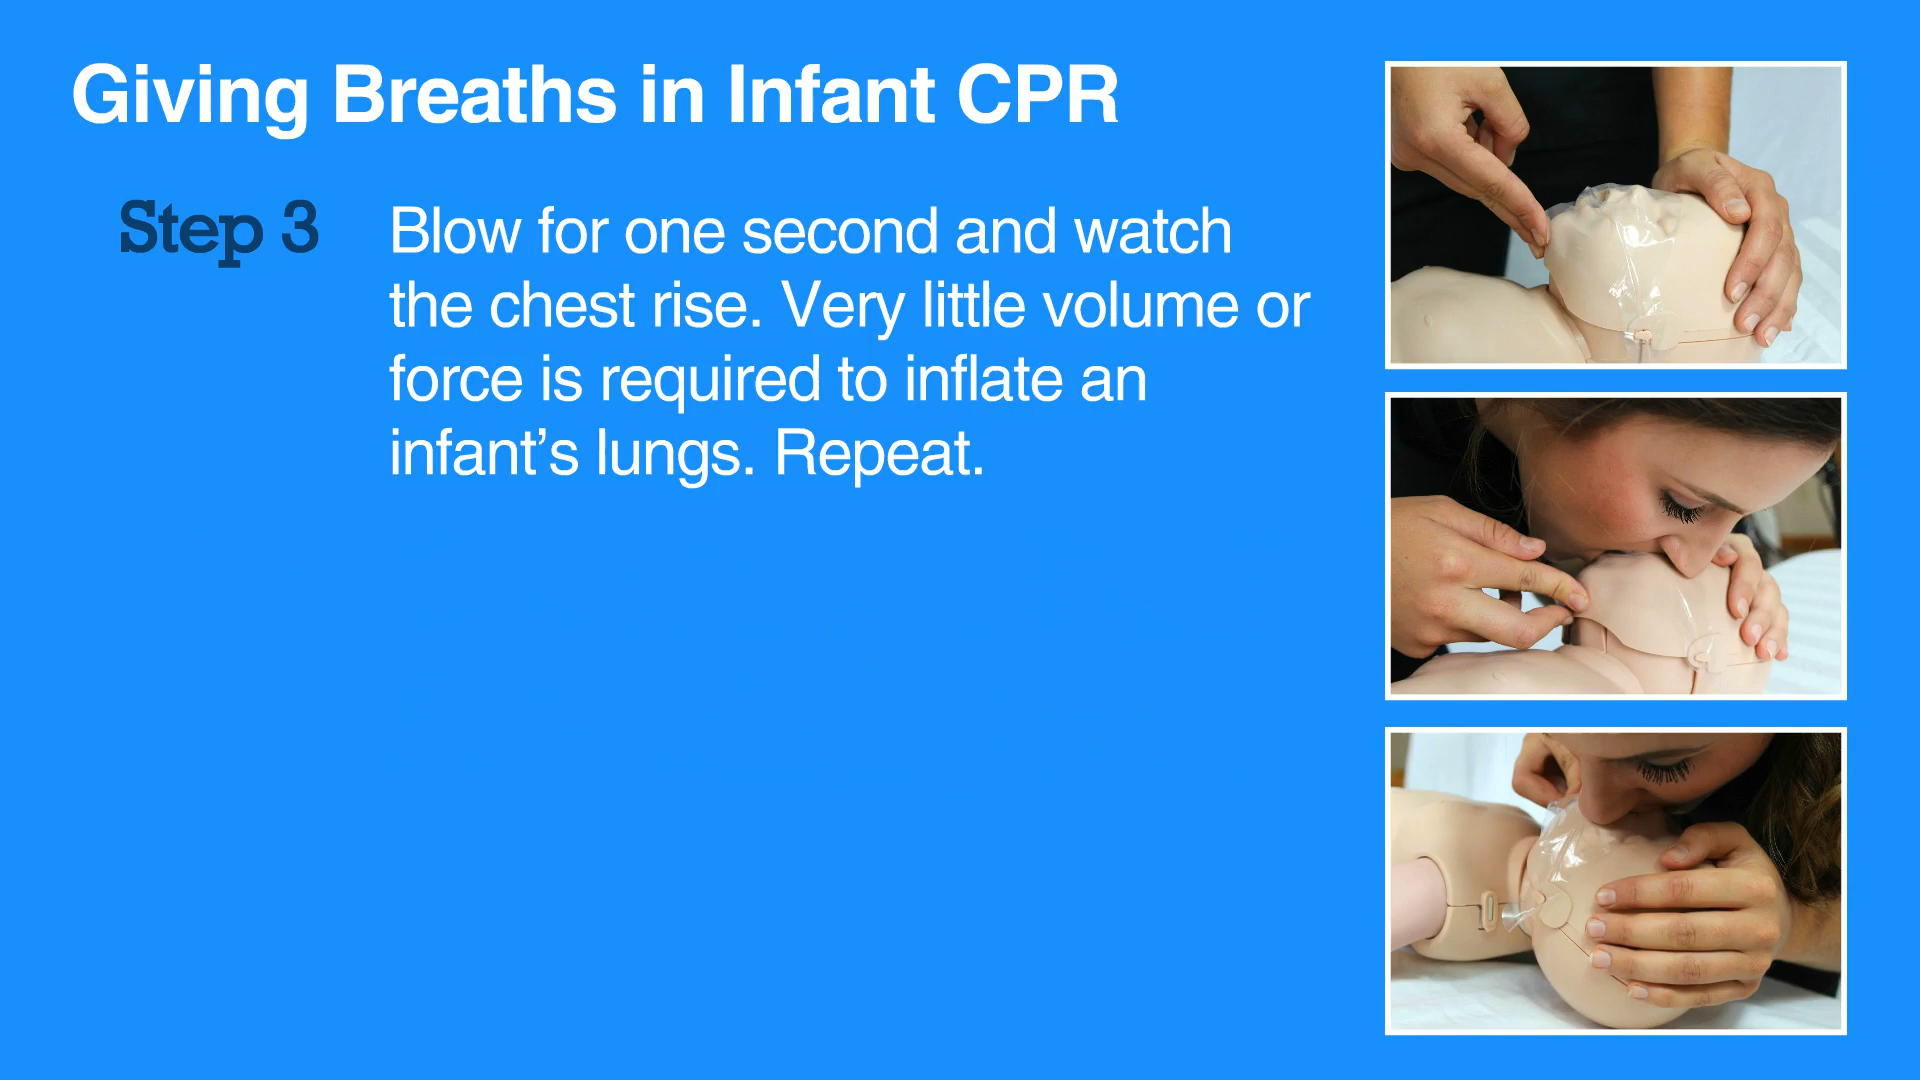 Giving Breaths in Infant CPR
Step 3
Blow for one second and watch
the chest rise. Very little volume or
force is required to inflate an
infant’s lungs. Repeat.